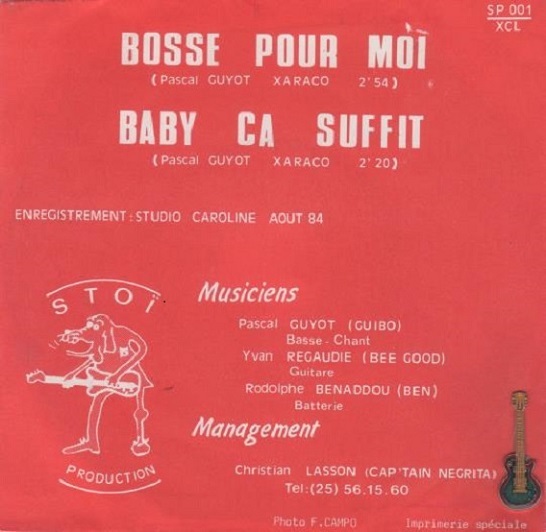 SP 001
XCL
BOSSE POUR MOI
(Pascal GUYOT XARACO 2'54)
BABY CA SUFFIT
(Pascal GUYOT XARACO 2'20)
ENREGISTREMENT: STUDIO CAROLINE AOUT 84
STOÏ
PRODUCTION
Musiciens
Pascal GUYOT (GUIBO)
Basse - Chant
Yvan REGAUDIE (BEE GOOD)
Guitare
Rodolphe BENADDOU (BEN)
Batterie
Management
Christian LASSON (CAP'TAIN NEGRITA)
Tel:(25) 56.15.60
Photo F.CAMPO
Imprimerie spéciale